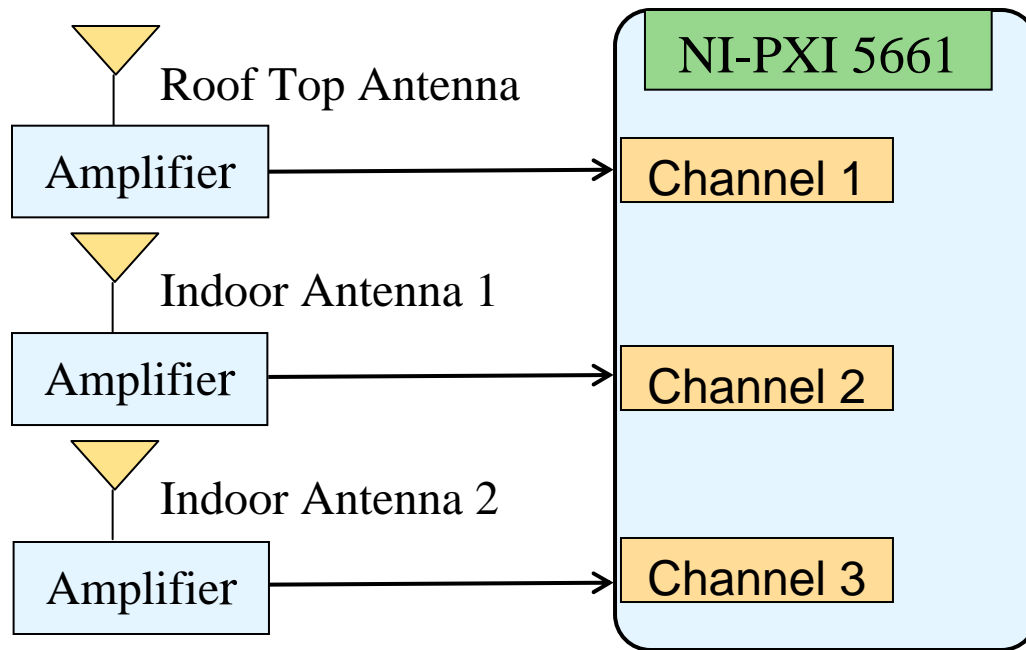 NI-PXI 5661
Roof Top Antenna
Amplifier
Channel 1
Indoor Antenna 1
Amplifier
Channel 2
Indoor Antenna 2
Amplifier
Channel 3